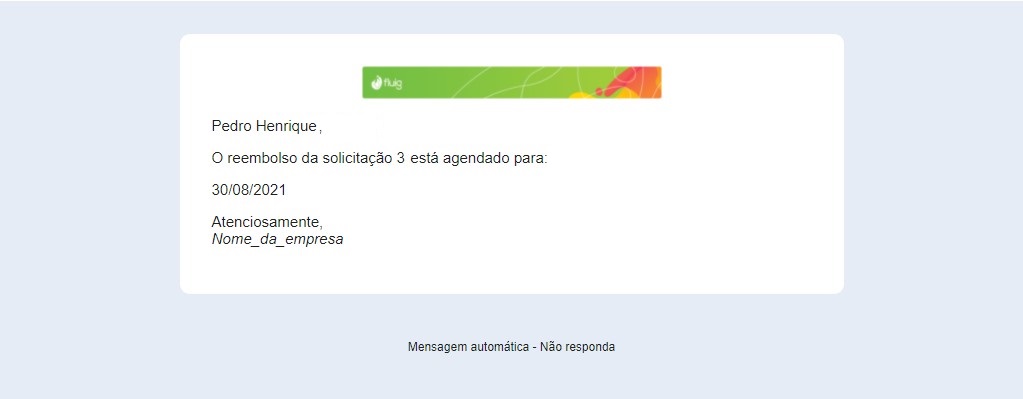 fluig
Pedro Henrique,
O reembolso da solicitação 3 está agendado para:
30/08/2021
Atenciosamente,
Nome_da_empresa
Mensagem automática - Não responda